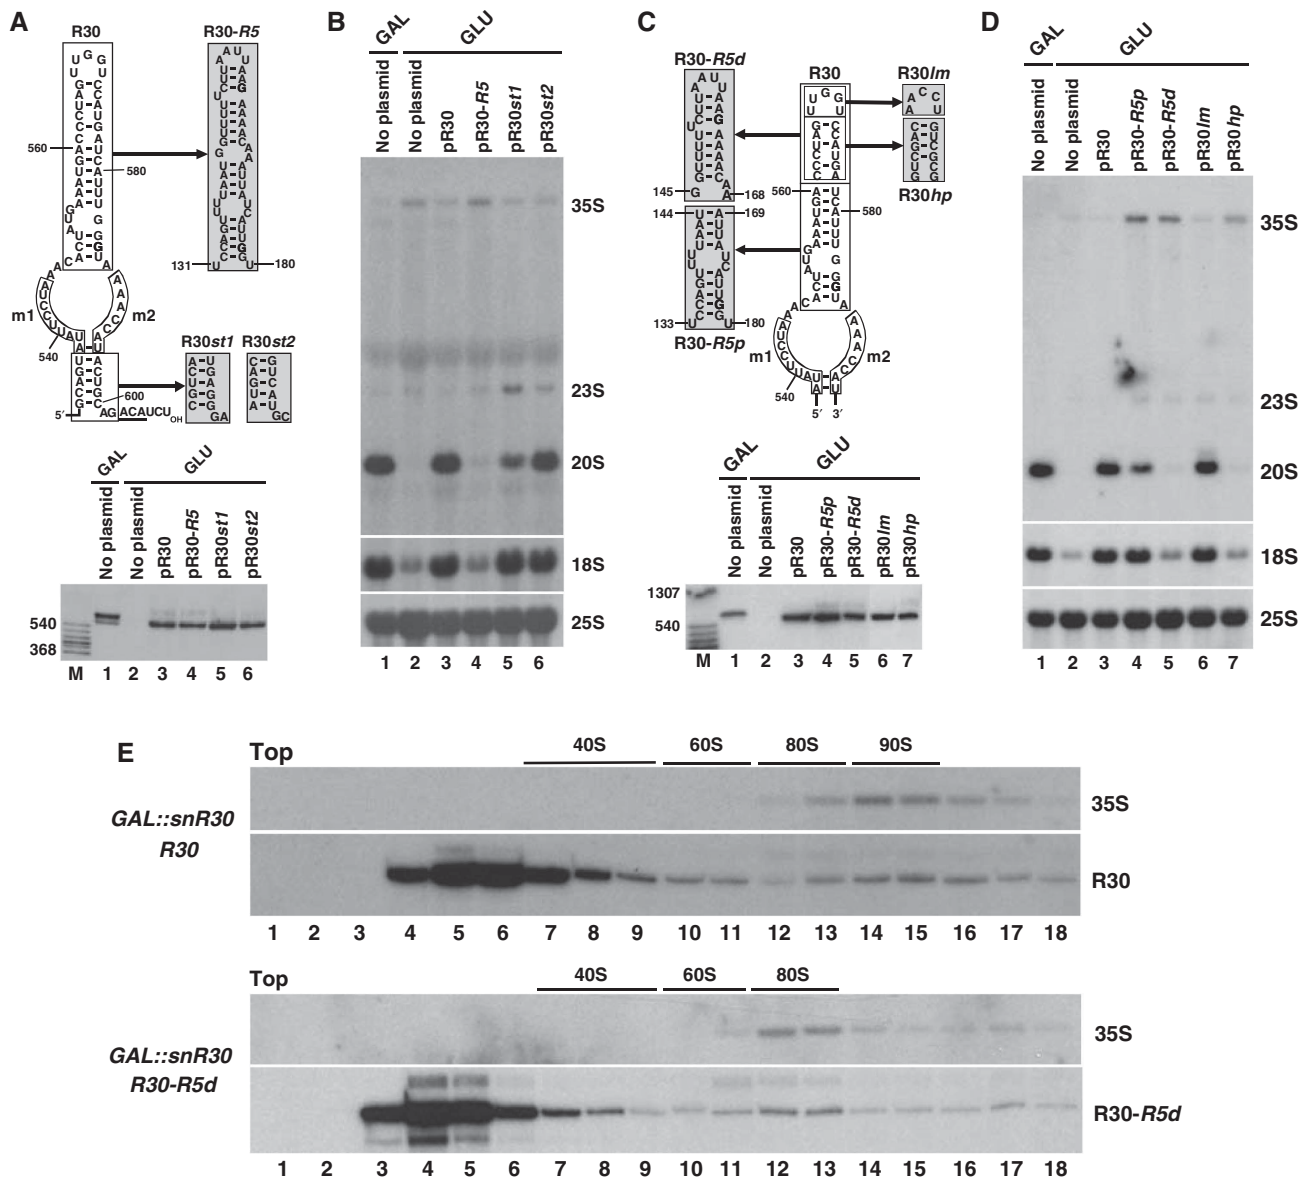 A
R30
R30-R5
560
580
131
180
m1
m2
540
600
5′
AGACAUCU OH
R30st1
R30st2
GAL
GLU
No plasmid
No plasmid
pR30
pR30-R5
pR30st1
pR30st2
540
368
M 1 2 3 4 5 6
B
GAL
GLU
No plasmid
No plasmid
pR30
pR30-R5
pR30st1
pR30st2
35S
23S
20S
18S
25S
1 2 3 4 5 6
C
R30-R5d
R30
R30lm
145
168
144
169
560
580
R30hp
133
180
R30-R5p
m1
m2
540
5′ 3′
GAL
GLU
No plasmid
No plasmid
pR30
pR30-R5p
pR30-R5d
pR30lm
pR30hp
1307
540
M 1 2 3 4 5 6 7
D
GAL
GLU
No plasmid
No plasmid
pR30
pR30-R5p
pR30-R5d
pR30lm
pR30hp
35S
23S
20S
18S
25S
1 2 3 4 5 6 7
E
Top 40S 60S 80S 90S
GAL::snR30
R30
35S
R30
1 2 3 4 5 6 7 8 9 10 11 12 13 14 15 16 17 18
Top 40S 60S 80S
GAL::snR30
R30-R5d
35S
R30-R5d
1 2 3 4 5 6 7 8 9 10 11 12 13 14 15 16 17 18